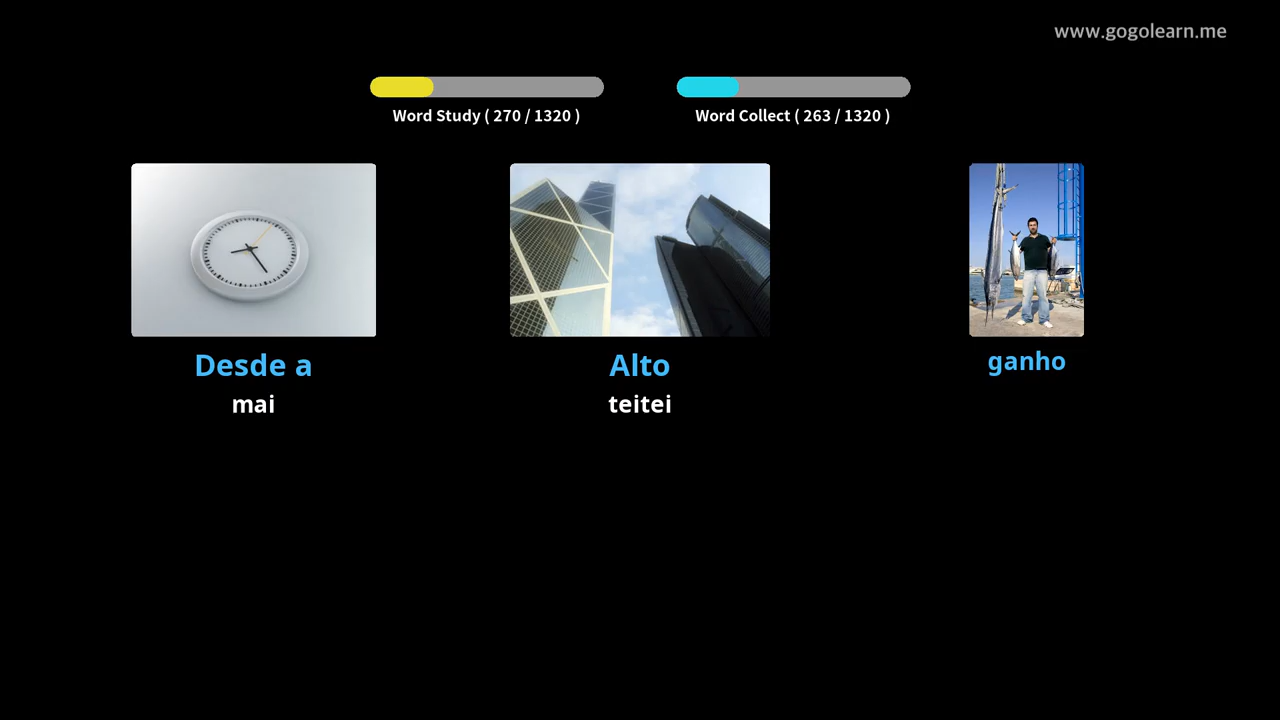 www.gogolearn.me
Word Study ( 270 / 1320 )
Word Collect ( 263 / 1320 )
Desde a
mai
Alto
teitei
ganho